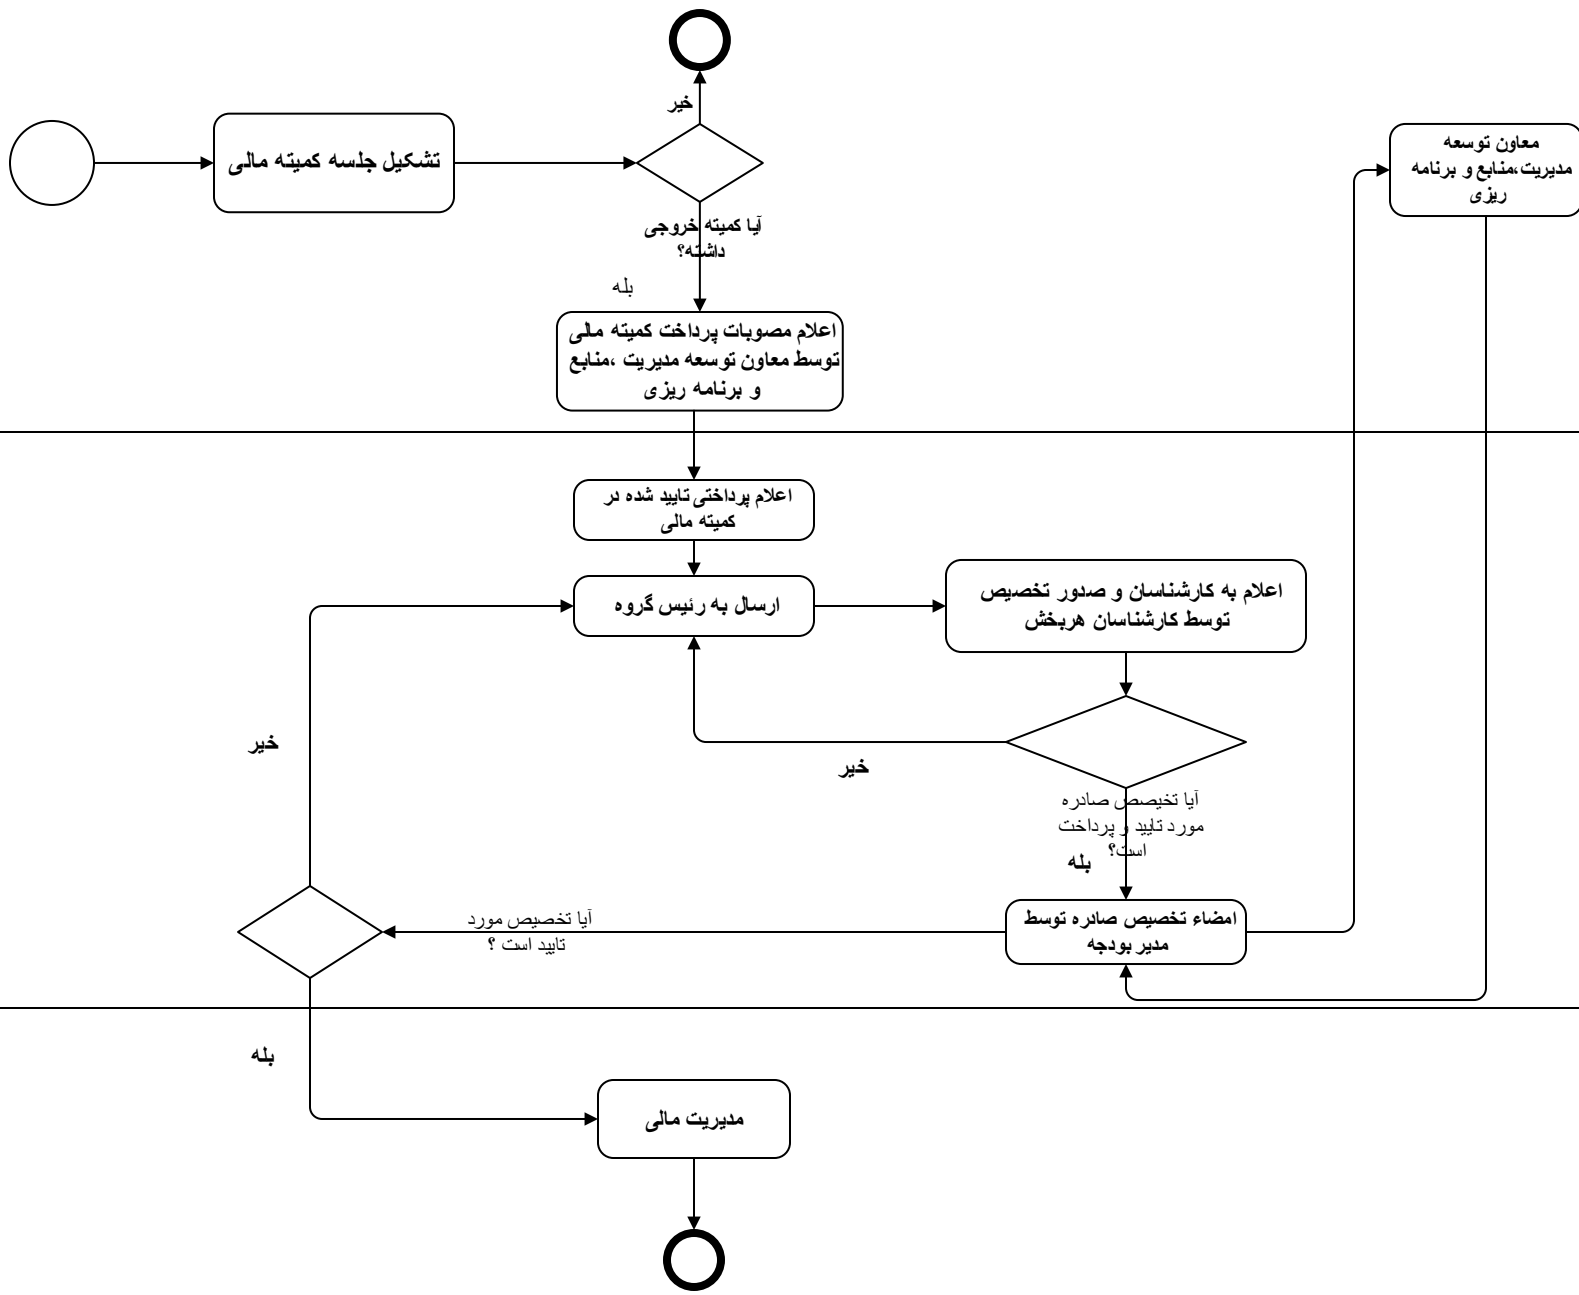 خیر
تشکیل جلسه کمیته مالی
معاون توسعه
مدیریت،منابع و برنامه
ریزی
آیا کمیته خروجی
داشته؟
بله
اعلام مصوبات پرداخت کمیته مالی
توسط معاون توسعه مدیریت ،منابع
و برنامه ریزی
اعلام پرداختی تایید شده در
کمیته مالی
ارسال به رئیس گروه
اعلام به کارشناسان و صدور تخصیص
توسط کارشناسان هربخش
خیر
خیر
آیا تخیصص صادره
مورد تایید و پرداخت
است؟
بله
امضاء تخصیص صادره توسط
مدیر بودجه
آیا تخصیص مورد
تایید است ؟
بله
مدیریت مالی